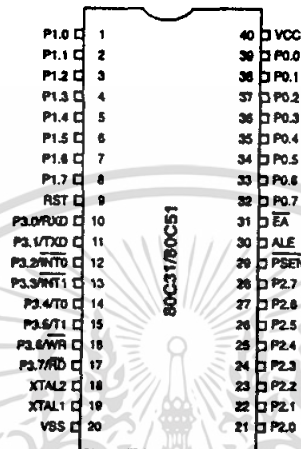 P1.0 1 40 VCC
P1.1 2 39 P0.0
P1.2 3 38 P0.1
P1.3 4 37 P0.2
P1.4 5 36 P0.3
P1.5 6 35 P0.4
P1.6 7 34 P0.5
P1.7 8 33 P0.6
RST 9 32 P0.7
P3.0/RXD 10 31 EA
P3.1/TXD 11 30 ALE
P3.2/INT0 12 29 PSEN
P3.3/INT1 13 28 P2.7
P3.4/T0 14 27 P2.6
P3.5/T1 15 26 P2.5
P3.6/WR 16 25 P2.4
P3.7/RD 17 24 P2.3
XTAL2 18 23 P2.2
XTAL1 19 22 P2.1
VSS 20 21 P2.0
80C31/80C51